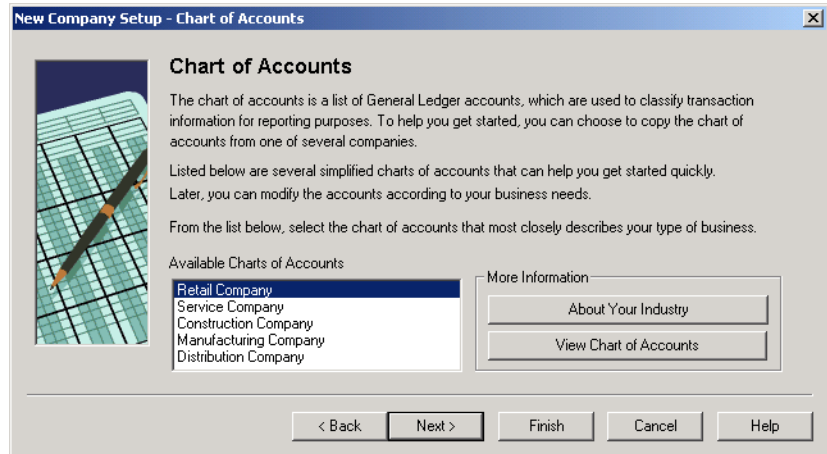 New Company Setup - Chart of Accounts
Chart of Accounts
The chart of accounts is a list of General Ledger accounts, which are used to classify transaction
information for reporting purposes. To help you get started, you can choose to copy the chart of
accounts from one of several companies.
Listed below are several simplified charts of accounts that can help you get started quickly.
Later, you can modify the accounts according to your business needs.
From the list below, select the chart of accounts that most closely describes your type of business.
Available Charts of Accounts
Retail Company
Service Company
Construction Company
Manufacturing Company
Distribution Company
More Information
About Your Industry
View Chart of Accounts
< Back
Next >
Finish
Cancel
Help